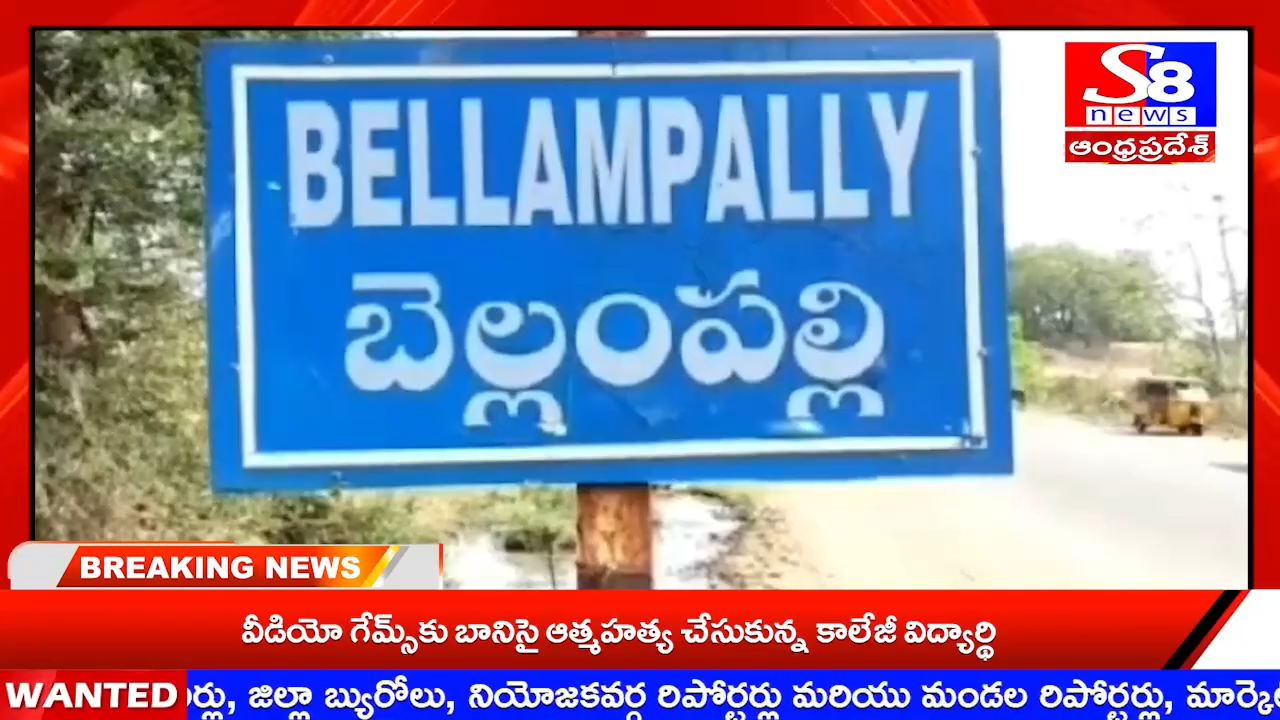 BELLAMPALLY
బెల్లంపల్లి
S8
news
ఆంధ్రప్రదేశ్
BREAKING NEWS
వీడియో గేమ్స్‌కు బానిసై ఆత్మహత్య చేసుకున్న కాలేజీ విద్యార్థి
WANTED జిల్లా బ్యురోలు, నియోజకవర్గ రిపోర్టర్లు మరియు మండల రిపోర్టర్లు,